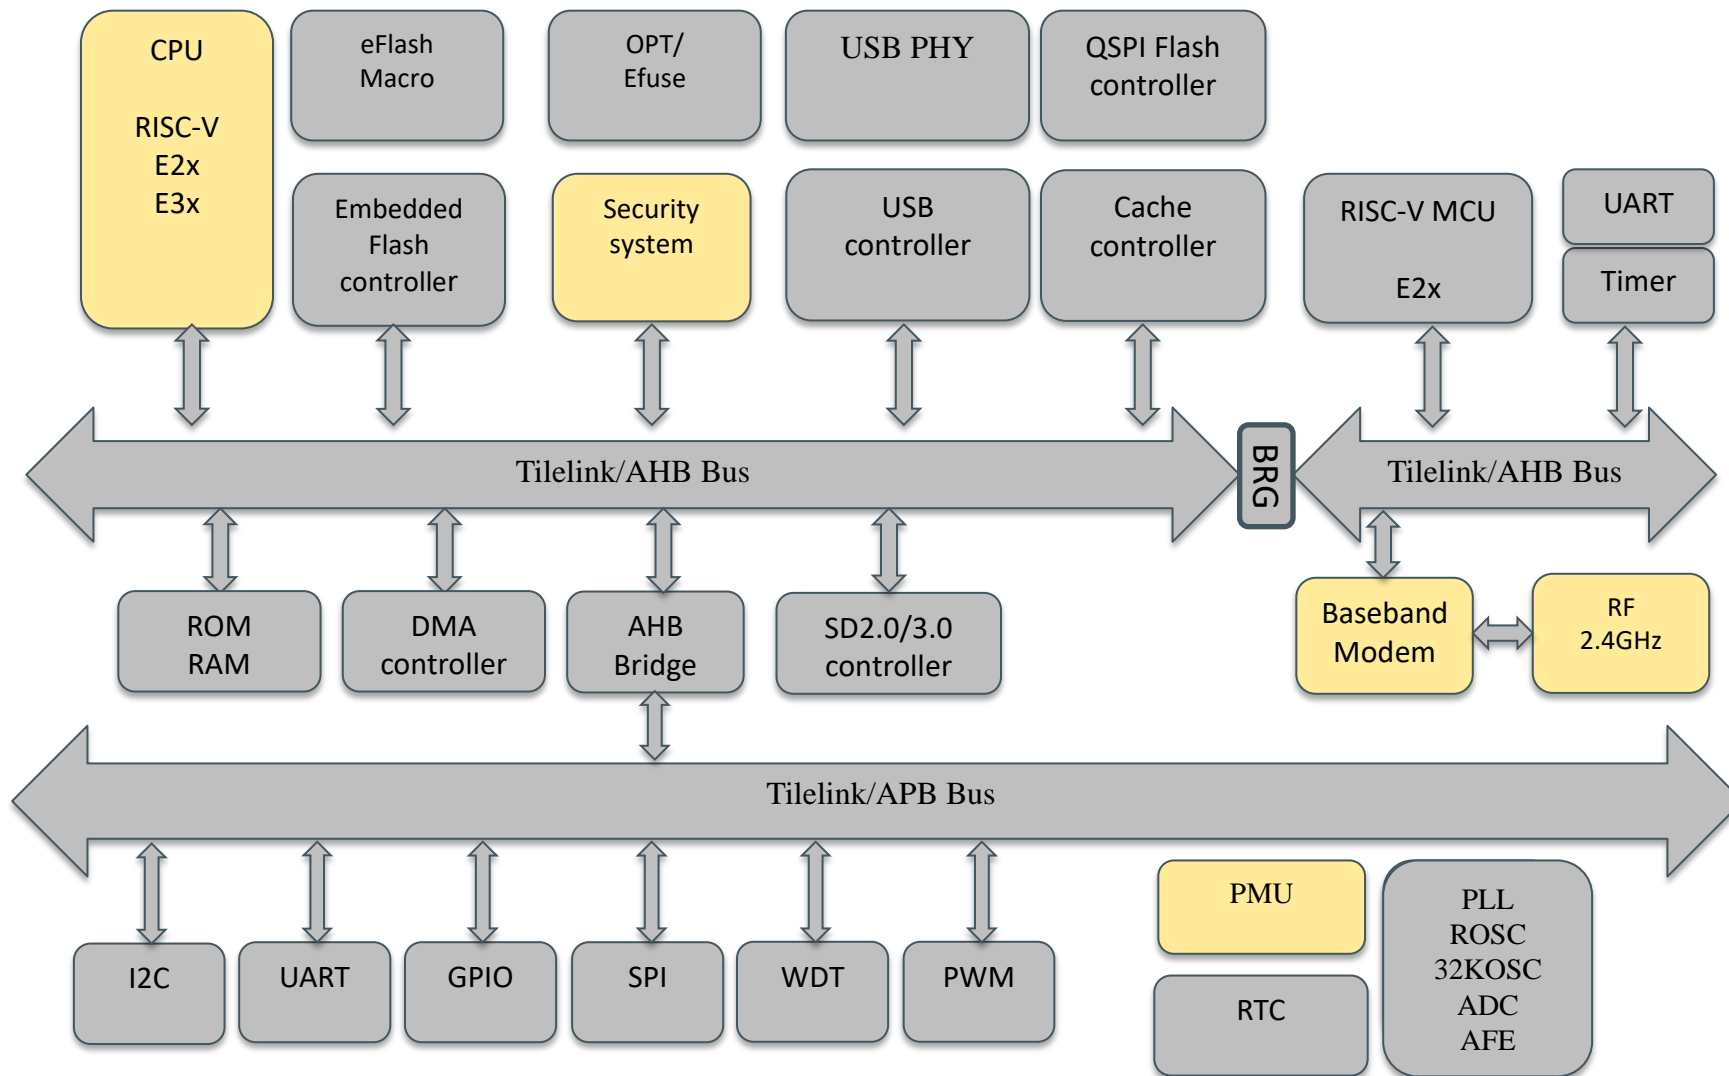 CPU
RISC-V
E2x
E3x
eFlash
Macro
OPT/
Efuse
USB PHY
QSPI Flash
controller
Embedded
Flash
controller
Security
system
USB
controller
Cache
controller
RISC-V MCU
E2x
UART
Timer
Tilelink/AHB Bus
BRG
Tilelink/AHB Bus
ROM
RAM
DMA
controller
AHB
Bridge
SD2.0/3.0
controller
Baseband
Modem
RF
2.4GHz
Tilelink/APB Bus
I2C
UART
GPIO
SPI
WDT
PWM
PMU
RTC
PLL
ROSC
32KOSC
ADC
AFE